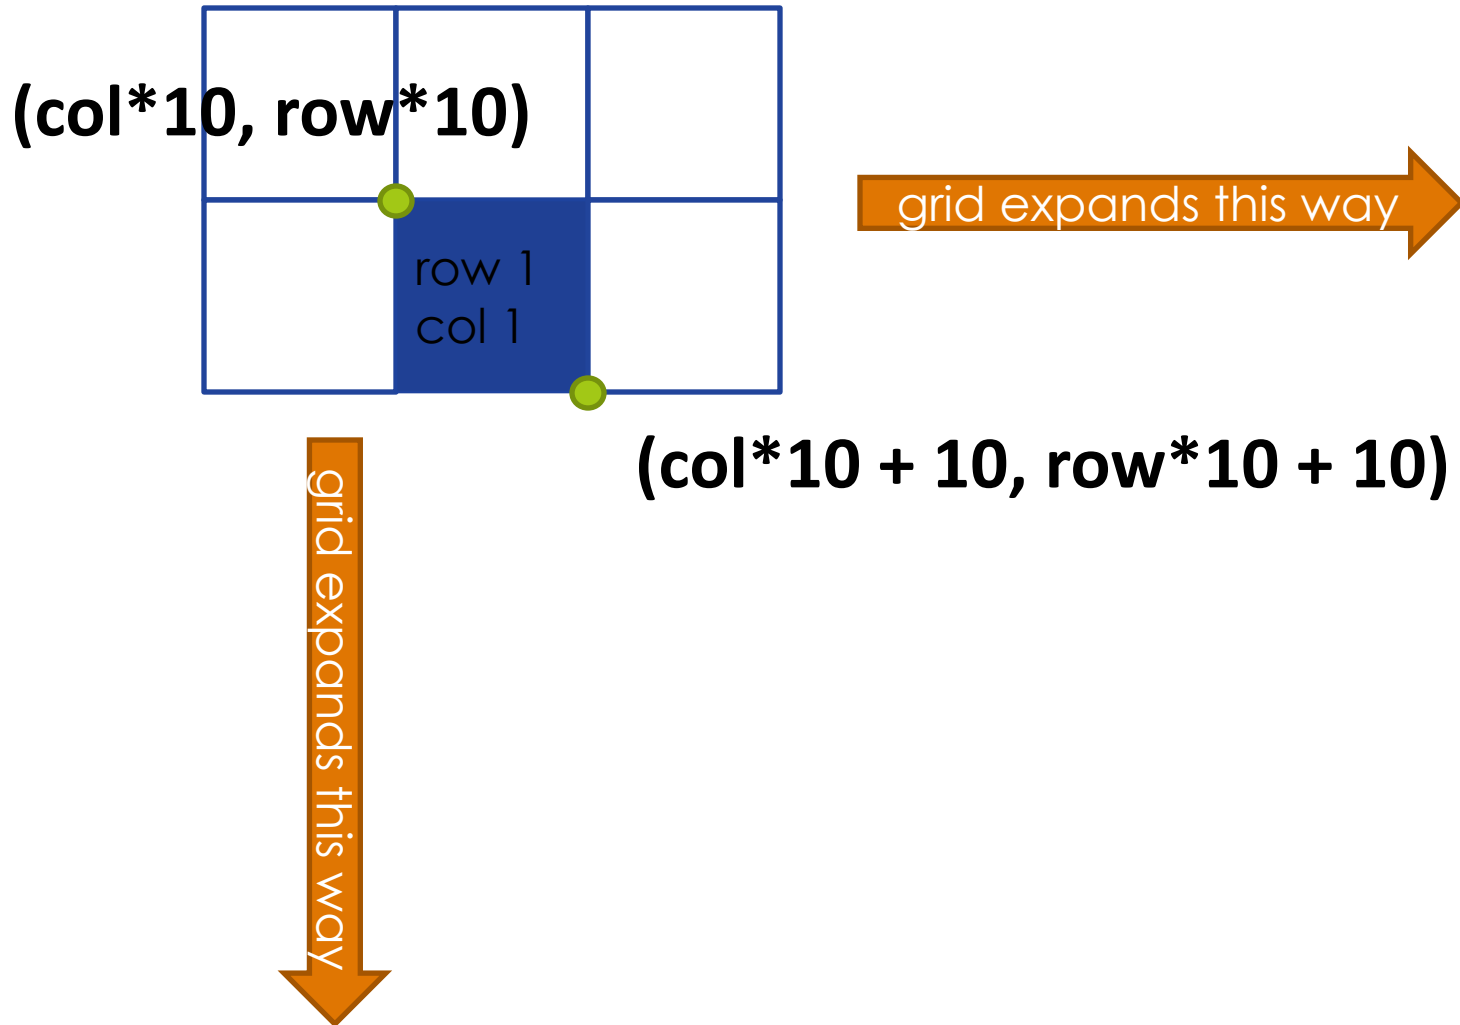 (col*10, row*10)
grid expands this way
row 1
col 1
(col*10 + 10, row*10 + 10)
grid expands this way